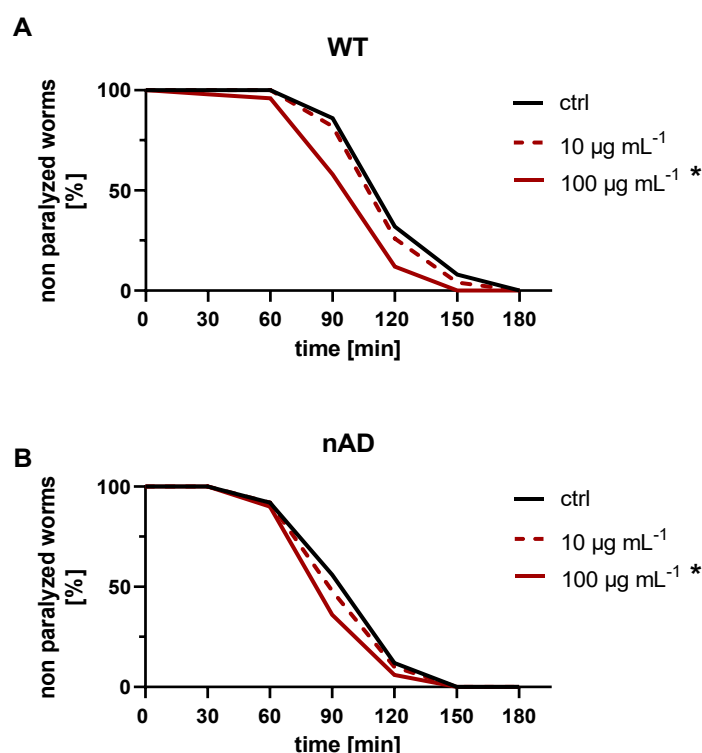 A
WT
non paralyzed worms
[%]
100
50
0
0 30 60 90 120 150 180
time [min]
ctrl
10 µg mL⁻¹
100 µg mL⁻¹ *
B
nAD
non paralyzed worms
[%]
100
50
0
0 30 60 90 120 150 180
time [min]
ctrl
10 µg mL⁻¹
100 µg mL⁻¹ *